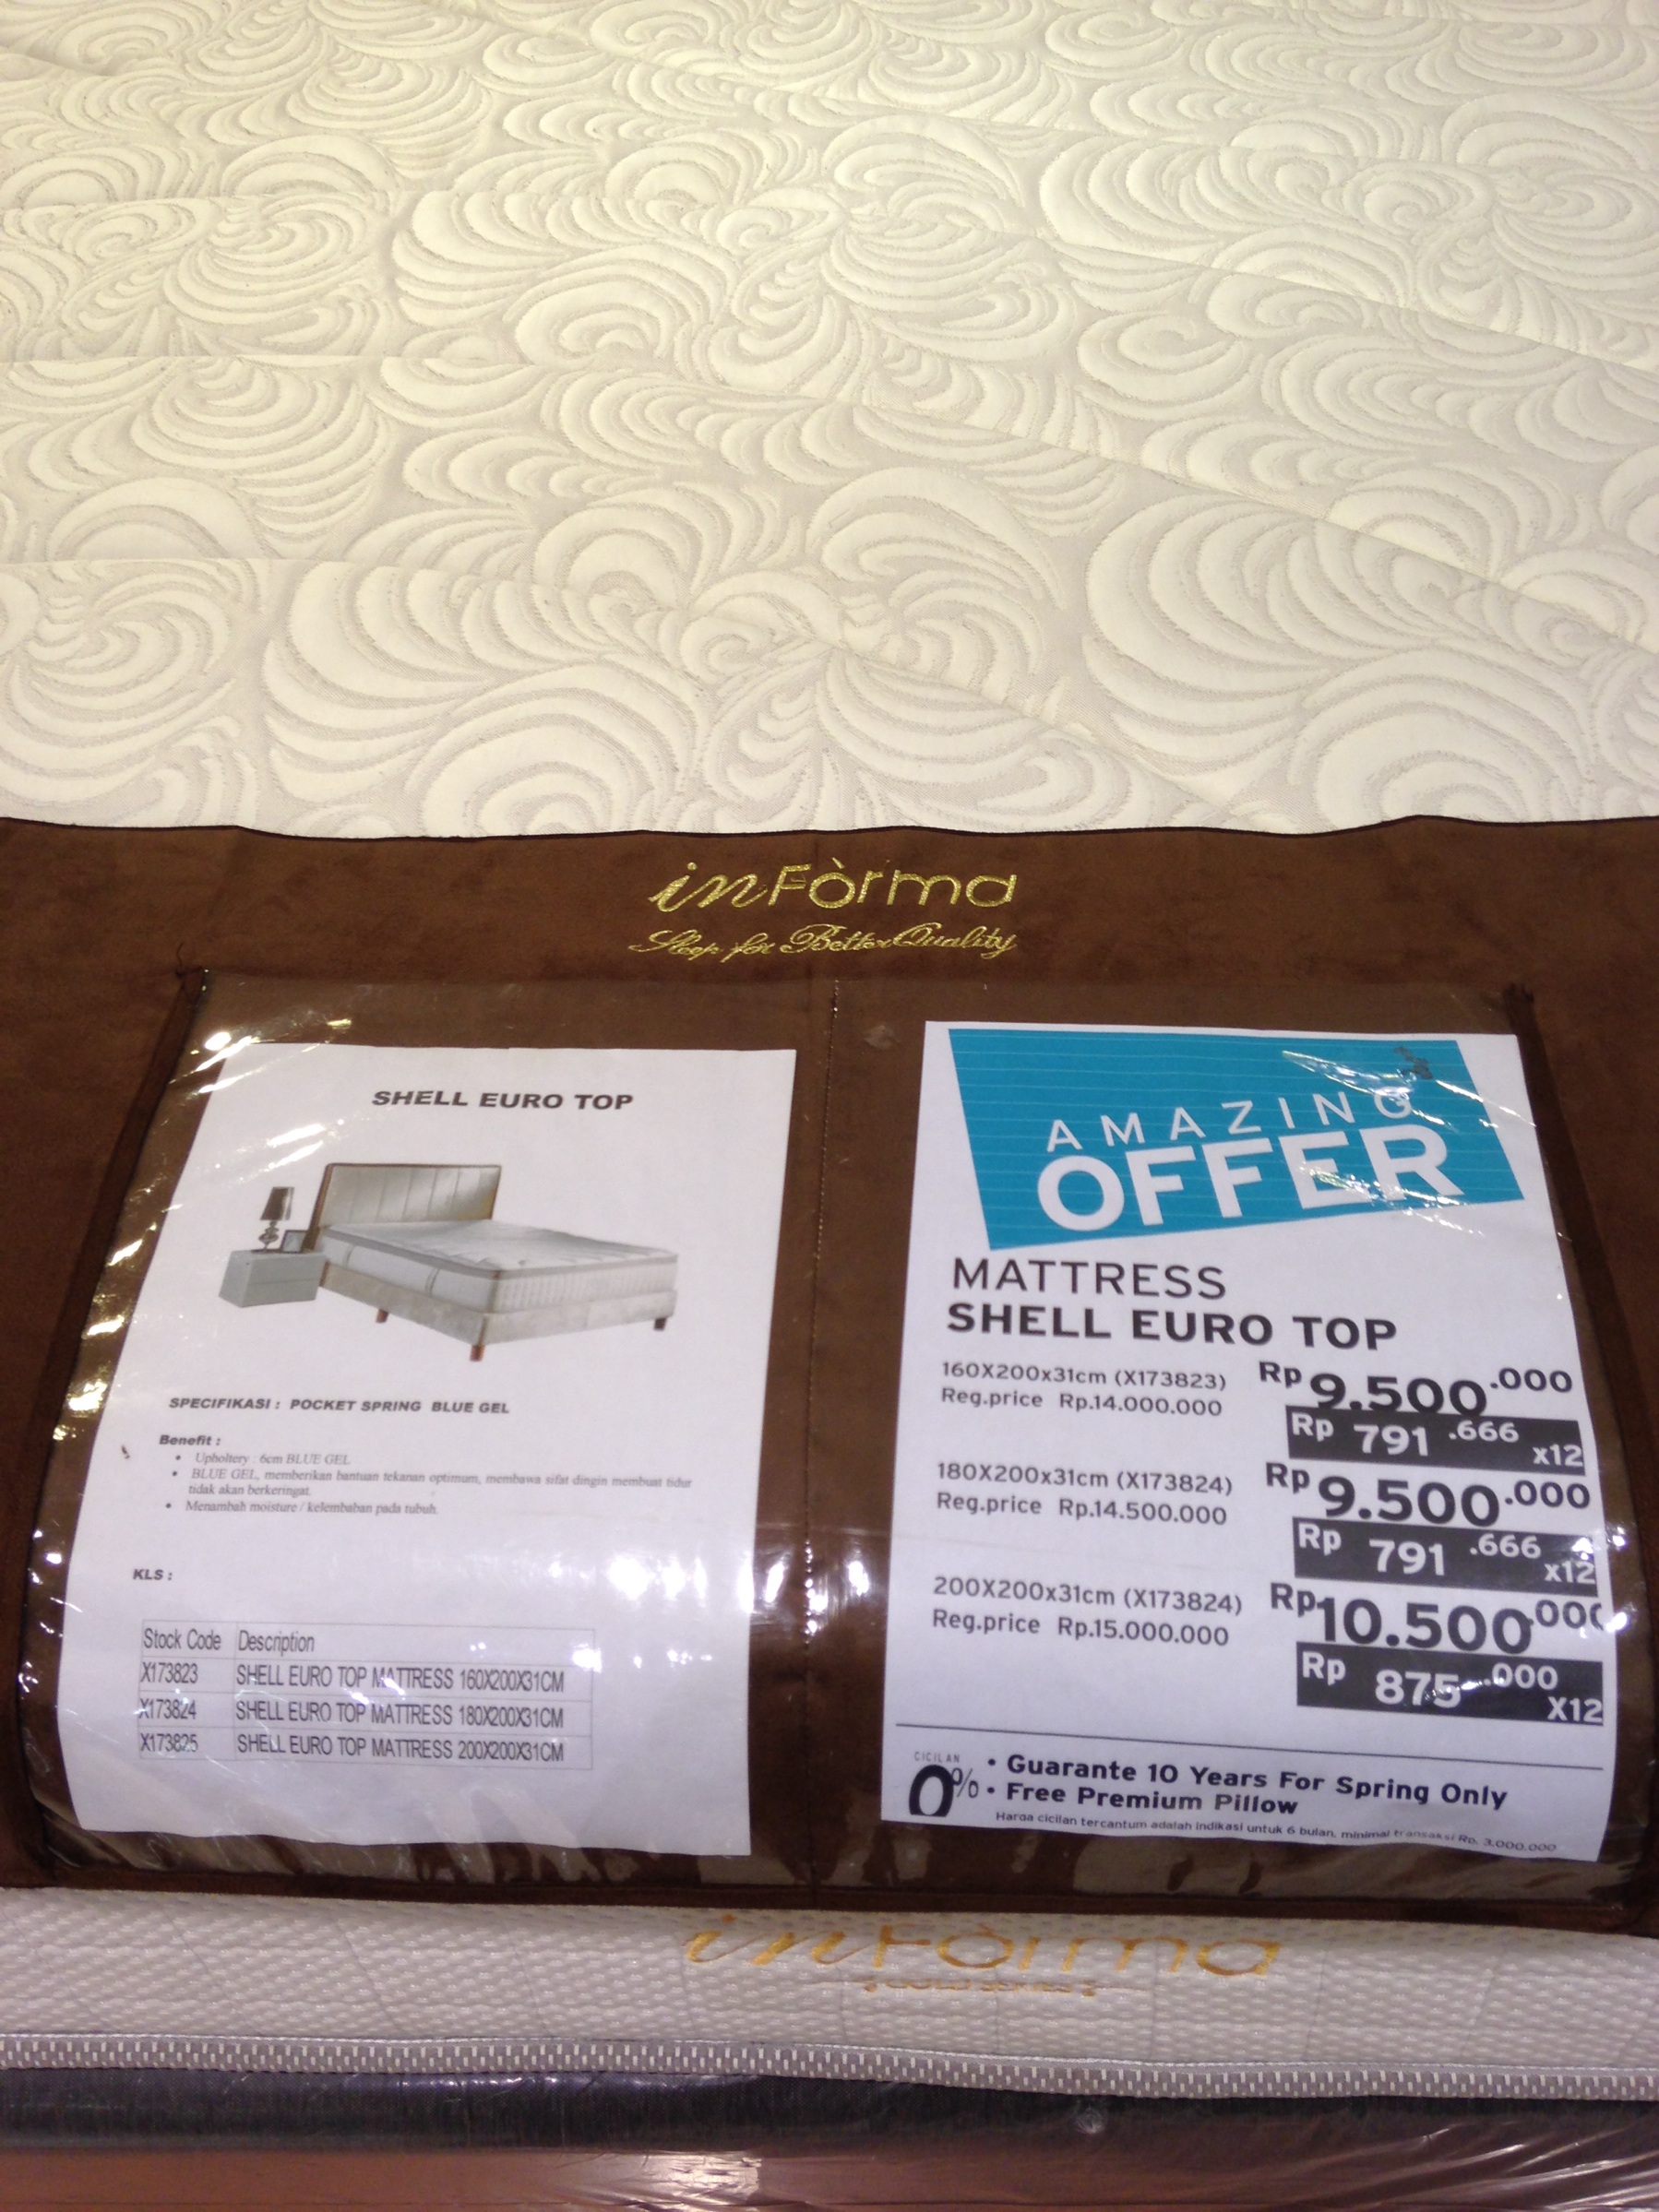 inFòrma
Sleep for Better Quality
SHELL EURO TOP
SPECIFIKASI : POCKET SPRING BLUE GEL
Benefit :
• Upholtery : 6cm BLUE GEL
• BLUE GEL, memberikan bantuan tekanan optimum, membawa sifat dingin membuat tidur
tidak akan berkeringat.
• Menambah moisture / kelembaban pada tubuh.
KLS :
Stock Code Description
X173823 SHELL EURO TOP MATTRESS 160X200X31CM
X173824 SHELL EURO TOP MATTRESS 180X200X31CM
X173825 SHELL EURO TOP MATTRESS 200X200X31CM
AMAZING
OFFER
MATTRESS
SHELL EURO TOP
160X200x31cm (X173823) Rp 9.500.000
Reg.price Rp.14.000.000
Rp 791.666 x12
180X200x31cm (X173824) Rp 9.500.000
Reg.price Rp.14.500.000
Rp 791.666 x12
200X200x31cm (X173824) Rp 10.500.000
Reg.price Rp.15.000.000
Rp 875.000 X12
CICILAN
0%
• Guarante 10 Years For Spring Only
• Free Premium Pillow
Harga cicilan tercantum adalah indikasi untuk 6 bulan, minimal transaksi Rp. 3.000.000
inFòrma